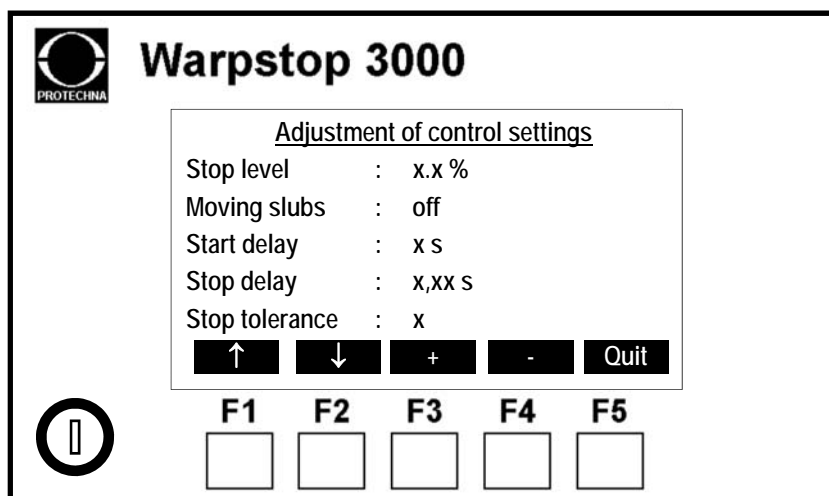 PROTECHNA
Warpstop 3000
Adjustment of control settings
Stop level : x.x %
Moving slubs : off
Start delay : x s
Stop delay : x,xx s
Stop tolerance : x
↑ ↓ + - Quit
F1 F2 F3 F4 F5